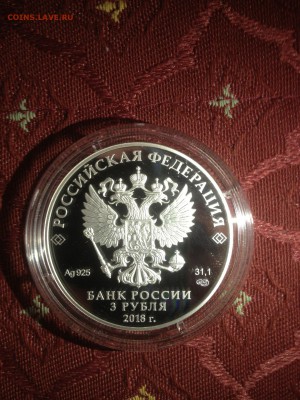 COINS.LAVE.RU
РОССИЙСКАЯ ФЕДЕРАЦИЯ
Ag 925
31,1
БАНК РОССИИ
3 РУБЛЯ
2018 г.